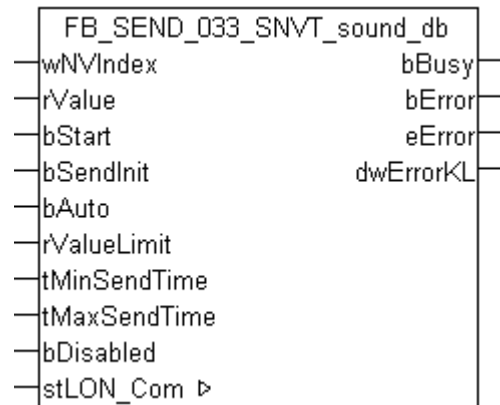 FB_SEND_033_SNVT_sound_db
wNVIndex bBusy
rValue bError
bStart eError
bSendInit dwErrorKL
bAuto
rValueLimit
tMinSendTime
tMaxSendTime
bDisabled
stLON_Com ▷